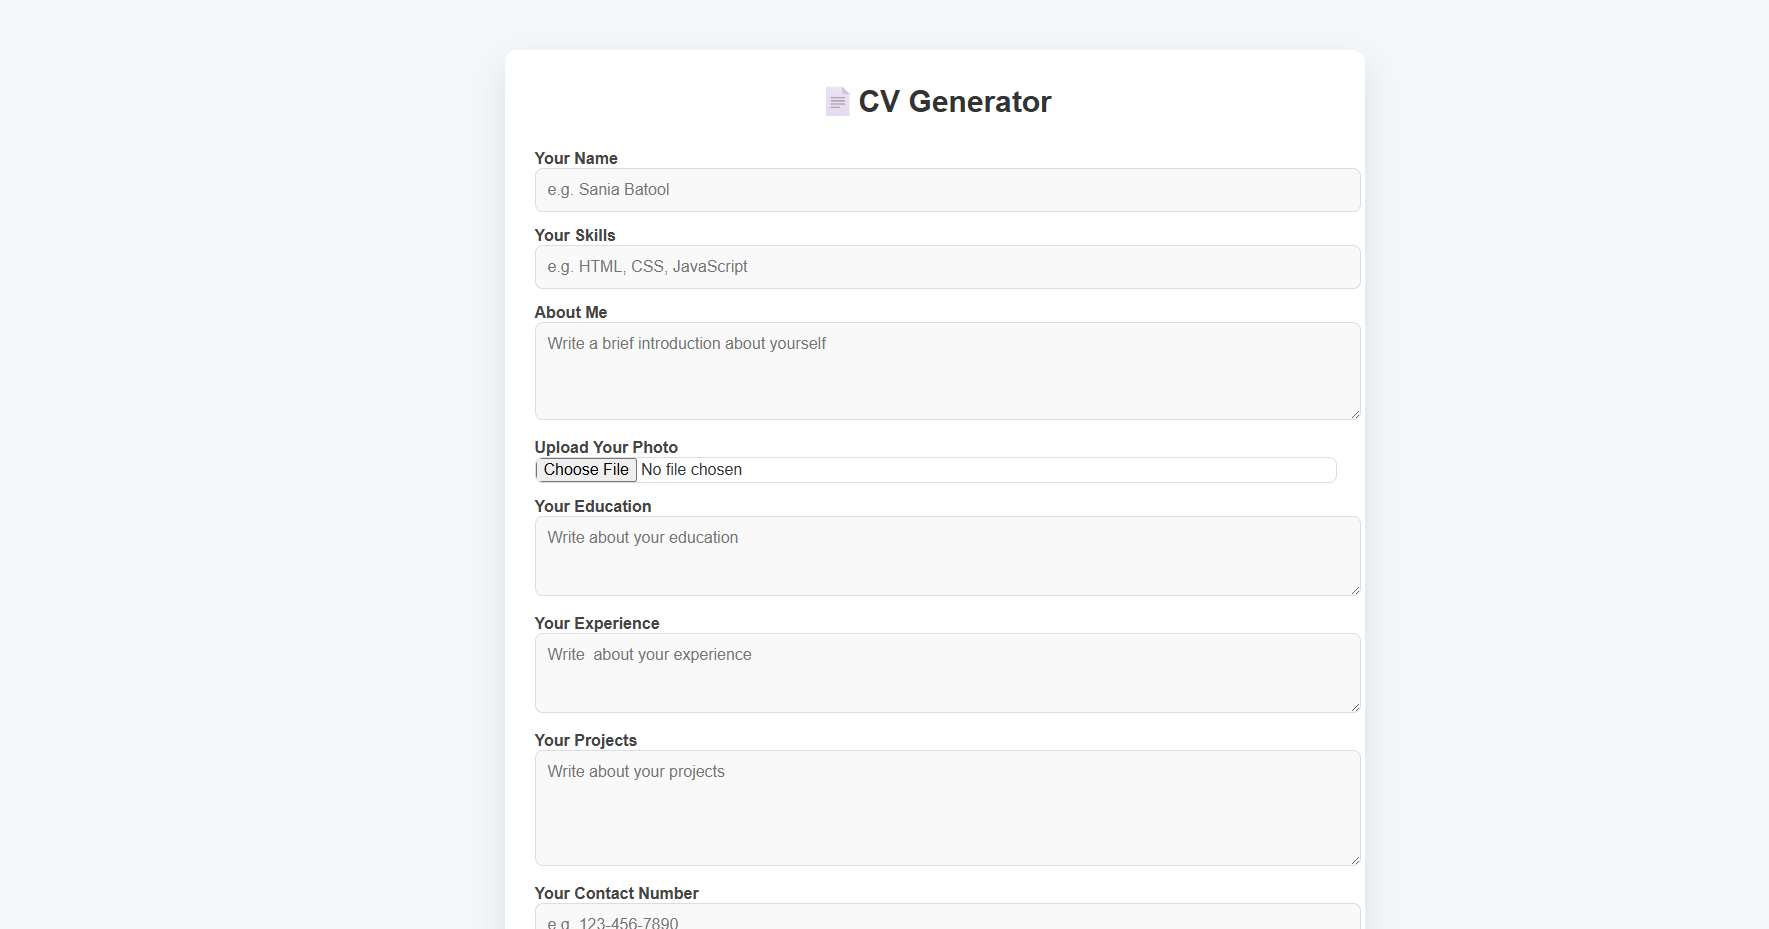 CV Generator
Your Name
e.g. Sania Batool
Your Skills
e.g. HTML, CSS, JavaScript
About Me
Write a brief introduction about yourself
Upload Your Photo
Choose File No file chosen
Your Education
Write about your education
Your Experience
Write  about your experience
Your Projects
Write about your projects
Your Contact Number
e.g. 123-456-7890